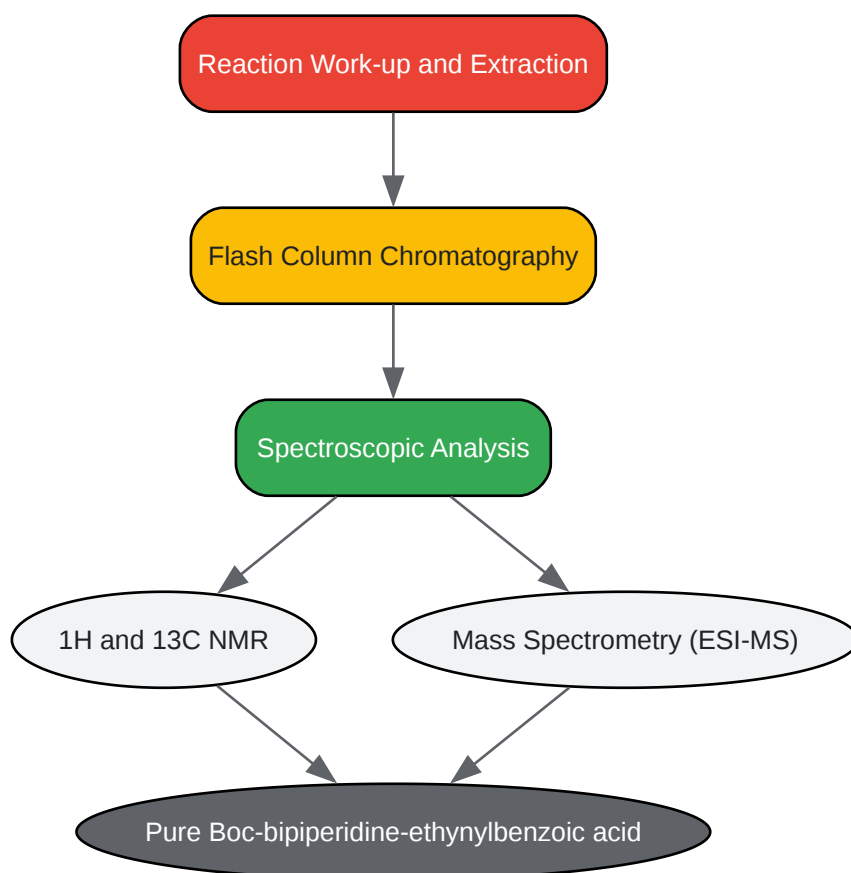 Reaction Work-up and Extraction
Flash Column Chromatography
Spectroscopic Analysis
1H and 13C NMR
Mass Spectrometry (ESI-MS)
Pure Boc-bipiperidine-ethynylbenzoic acid